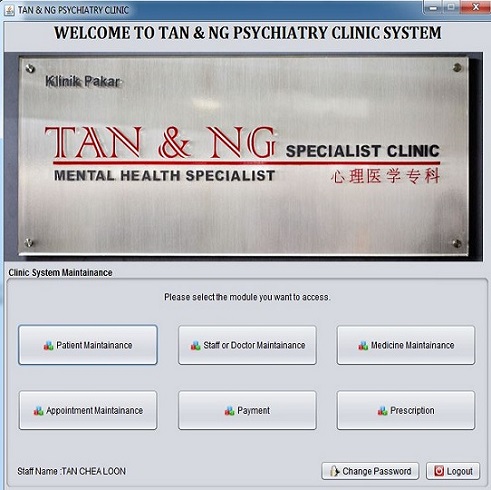 TAN & NG PSYCHIATRY CLINIC
WELCOME TO TAN & NG PSYCHIATRY CLINIC SYSTEM
Klinik Pakar
TAN & NG SPECIALIST CLINIC
MENTAL HEALTH SPECIALIST 心理医学专科
Clinic System Maintainance
Please select the module you want to access.
Patient Maintainance
Staff or Doctor Maintainance
Medicine Maintainance
Appointment Maintainance
Payment
Prescription
Staff Name :TAN CHEA LOON
Change Password
Logout